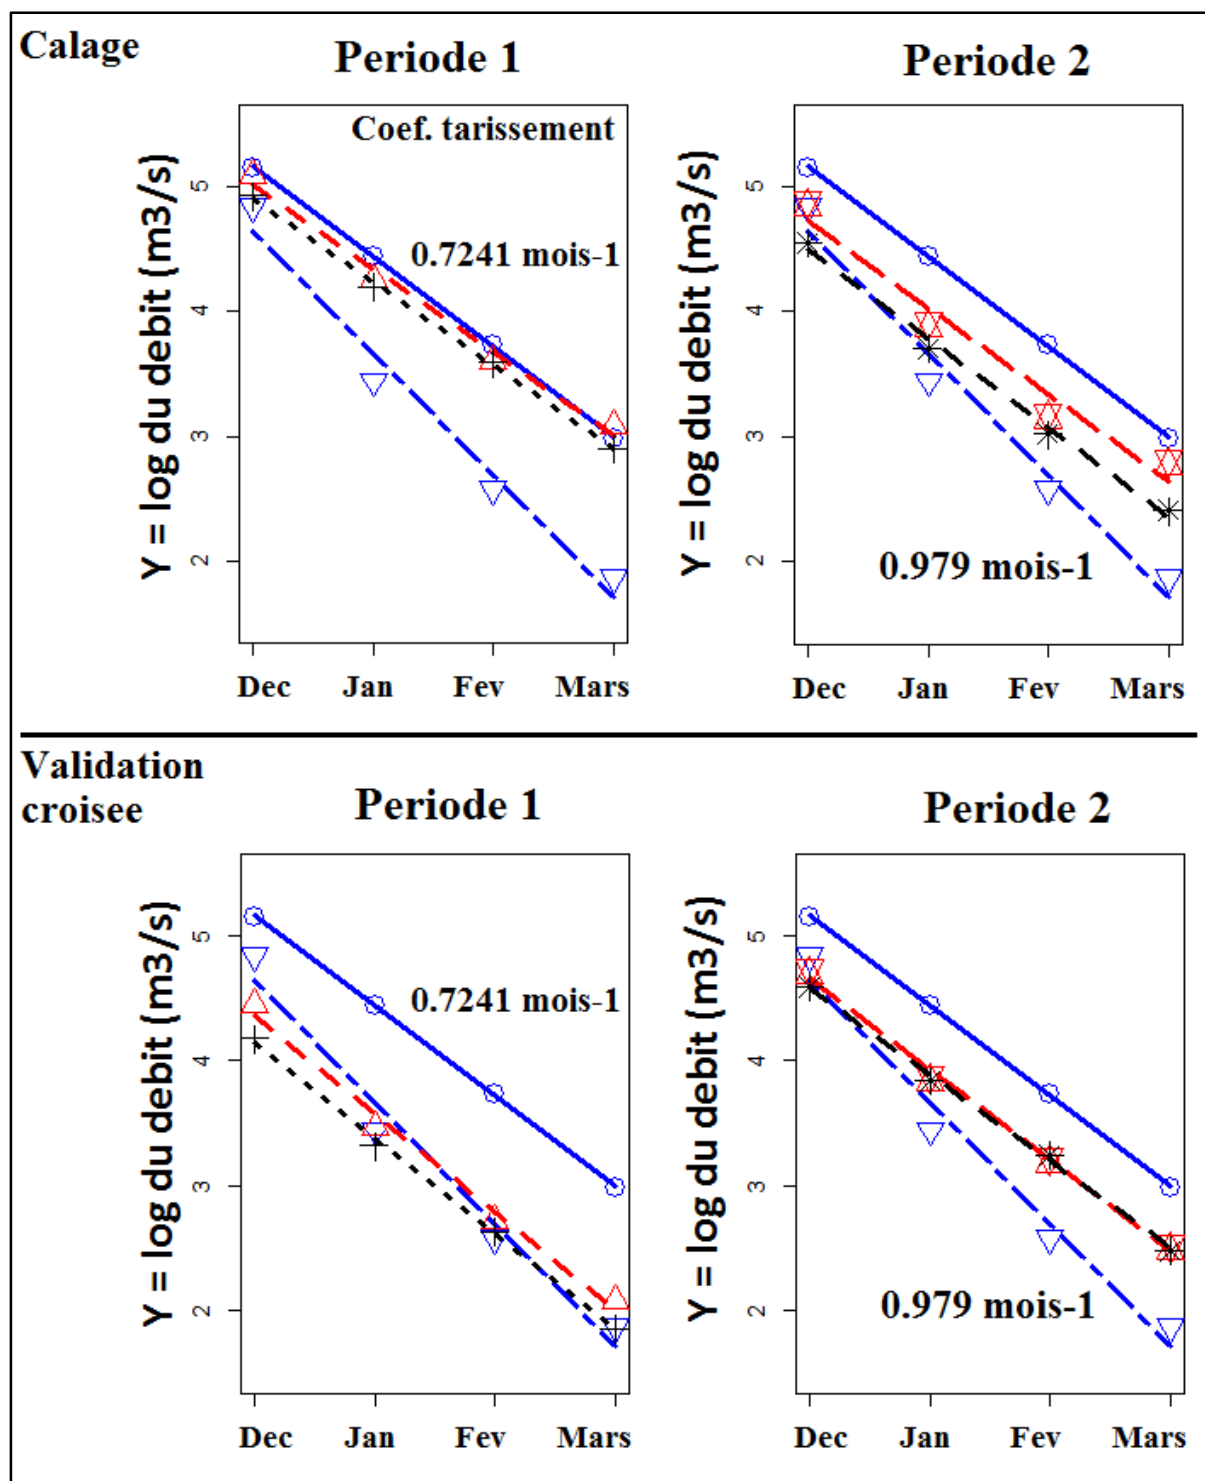 Calage
Periode 1
Periode 2
Coef. tarissement
Y = log du debit (m3/s)
5
4
3
2
0.7241 mois-1
Dec Jan Fev Mars
Y = log du debit (m3/s)
5
4
3
2
0.979 mois-1
Dec Jan Fev Mars
Validation
croisee
Periode 1
Periode 2
Y = log du debit (m3/s)
5
4
3
2
0.7241 mois-1
Dec Jan Fev Mars
Y = log du debit (m3/s)
5
4
3
2
0.979 mois-1
Dec Jan Fev Mars